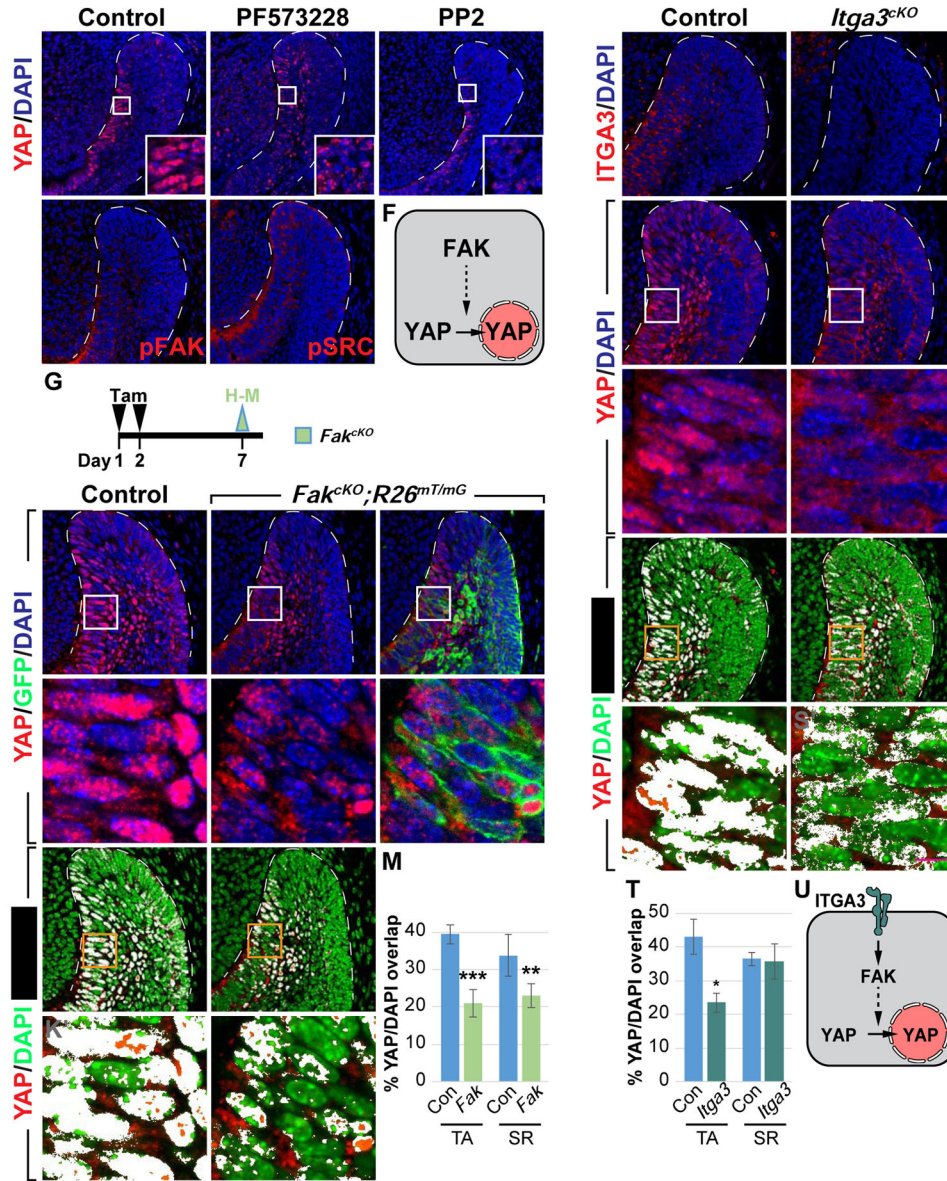 Control PF573228 PP2
YAP/DAPI
pFAK pSRC
F
FAK
YAP YAP
G
Tam H-M
Fak^cKO
Day 1 2 7
Control Fak^cKO;R26^mT/mG
YAP/GFP/DAPI
YAP/DAPI
K
M
% YAP/DAPI overlap
40
30
20
10
0
*** **
Con Fak Con Fak
TA SR
Control Itga3^cKO
ITGA3/DAPI
YAP/DAPI
YAP/DAPI
S
T
% YAP/DAPI overlap
50
40
30
20
10
0
*
Con Itga3 Con Itga3
TA SR
U
ITGA3
FAK
YAP YAP